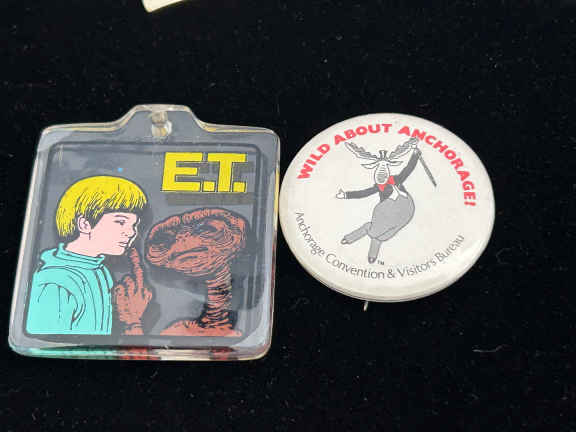 E.T.
WILD ABOUT ANCHORAGE!
Anchorage Convention & Visitors Bureau